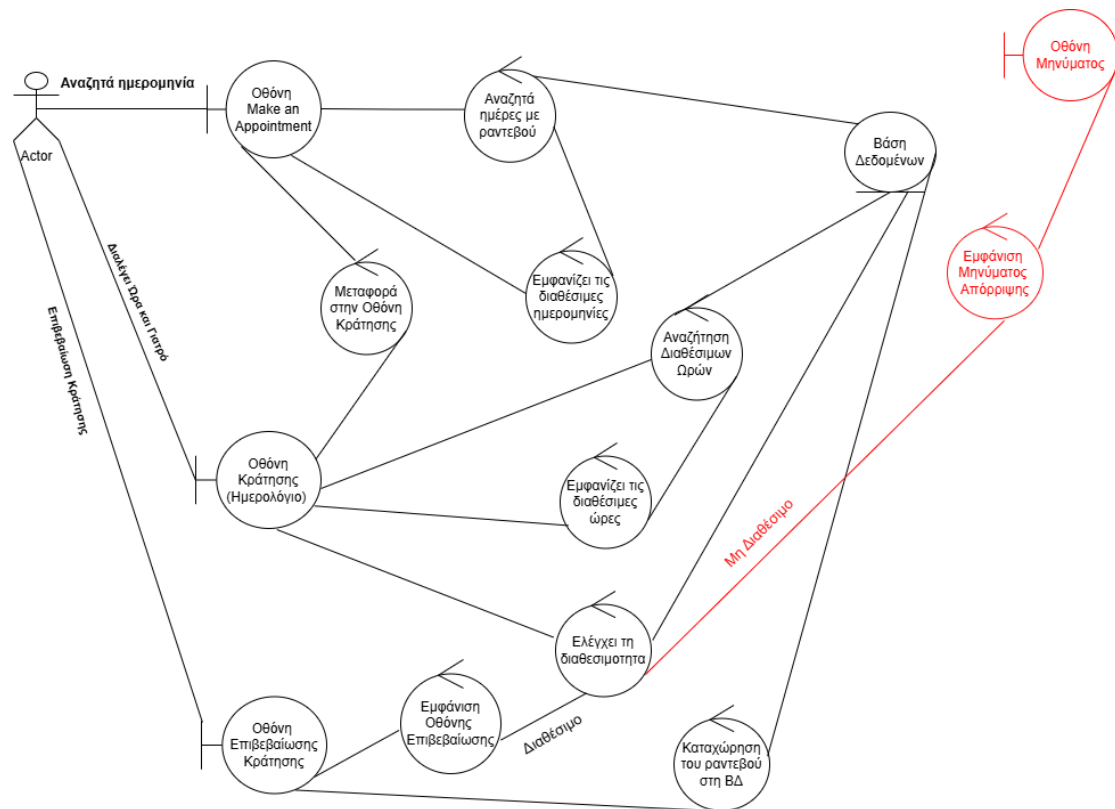 Αναζητά ημερομηνία
Actor
Οθόνη
Make an
Appointment
Αναζητά
ημέρες με
ραντεβού
Βάση
Δεδομένων
Οθόνη
Μηνύματος
Εμφάνιση
Μηνύματος
Απόρριψης
Μεταφορά
στην Οθόνη
Κράτησης
Εμφανίζει τις
διαθέσιμες
ημερομηνίες
Διαλέγει Ώρα και Γιατρό
Επιβεβαίωση Κράτησης
Αναζήτηση
Διαθέσιμων
Ωρών
Οθόνη
Κράτησης
(Ημερολόγιο)
Εμφανίζει τις
διαθέσιμες
ώρες
Μη Διαθέσιμο
Ελέγχει τη
διαθεσιμοτητα
Διαθέσιμο
Εμφάνιση
Οθόνης
Επιβεβαίωσης
Οθόνη
Επιβεβαίωσης
Κράτησης
Καταχώρηση
του ραντεβού
στη ΒΔ